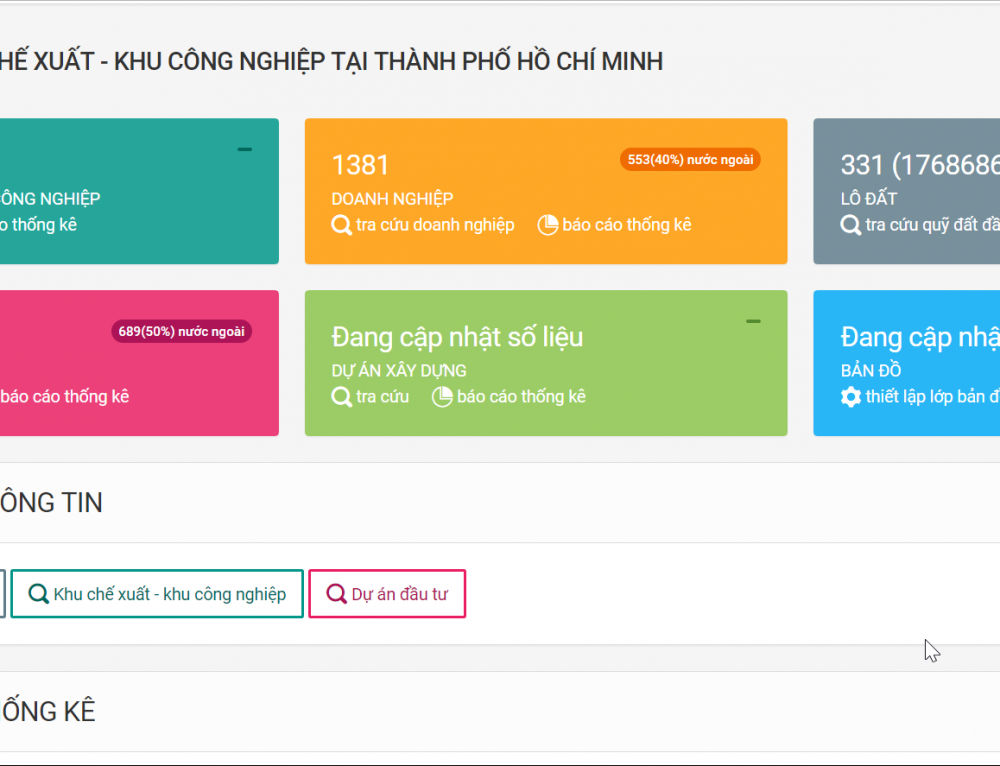 HẾ XUẤT - KHU CÔNG NGHIỆP TẠI THÀNH PHỐ HỒ CHÍ MINH
ÔNG NGHIỆP
o thống kê
1381
553(40%) nước ngoài
DOANH NGHIỆP
tra cứu doanh nghiệp báo cáo thống kê
331 (1768686
LÔ ĐẤT
tra cứu quỹ đất đầ
689(50%) nước ngoài
báo cáo thống kê
Đang cập nhật số liệu
DỰ ÁN XÂY DỰNG
tra cứu báo cáo thống kê
Đang cập nhậ
BẢN ĐỒ
thiết lập lớp bản đ
ÔNG TIN
Khu chế xuất - khu công nghiệp
Dự án đầu tư
ỐNG KÊ